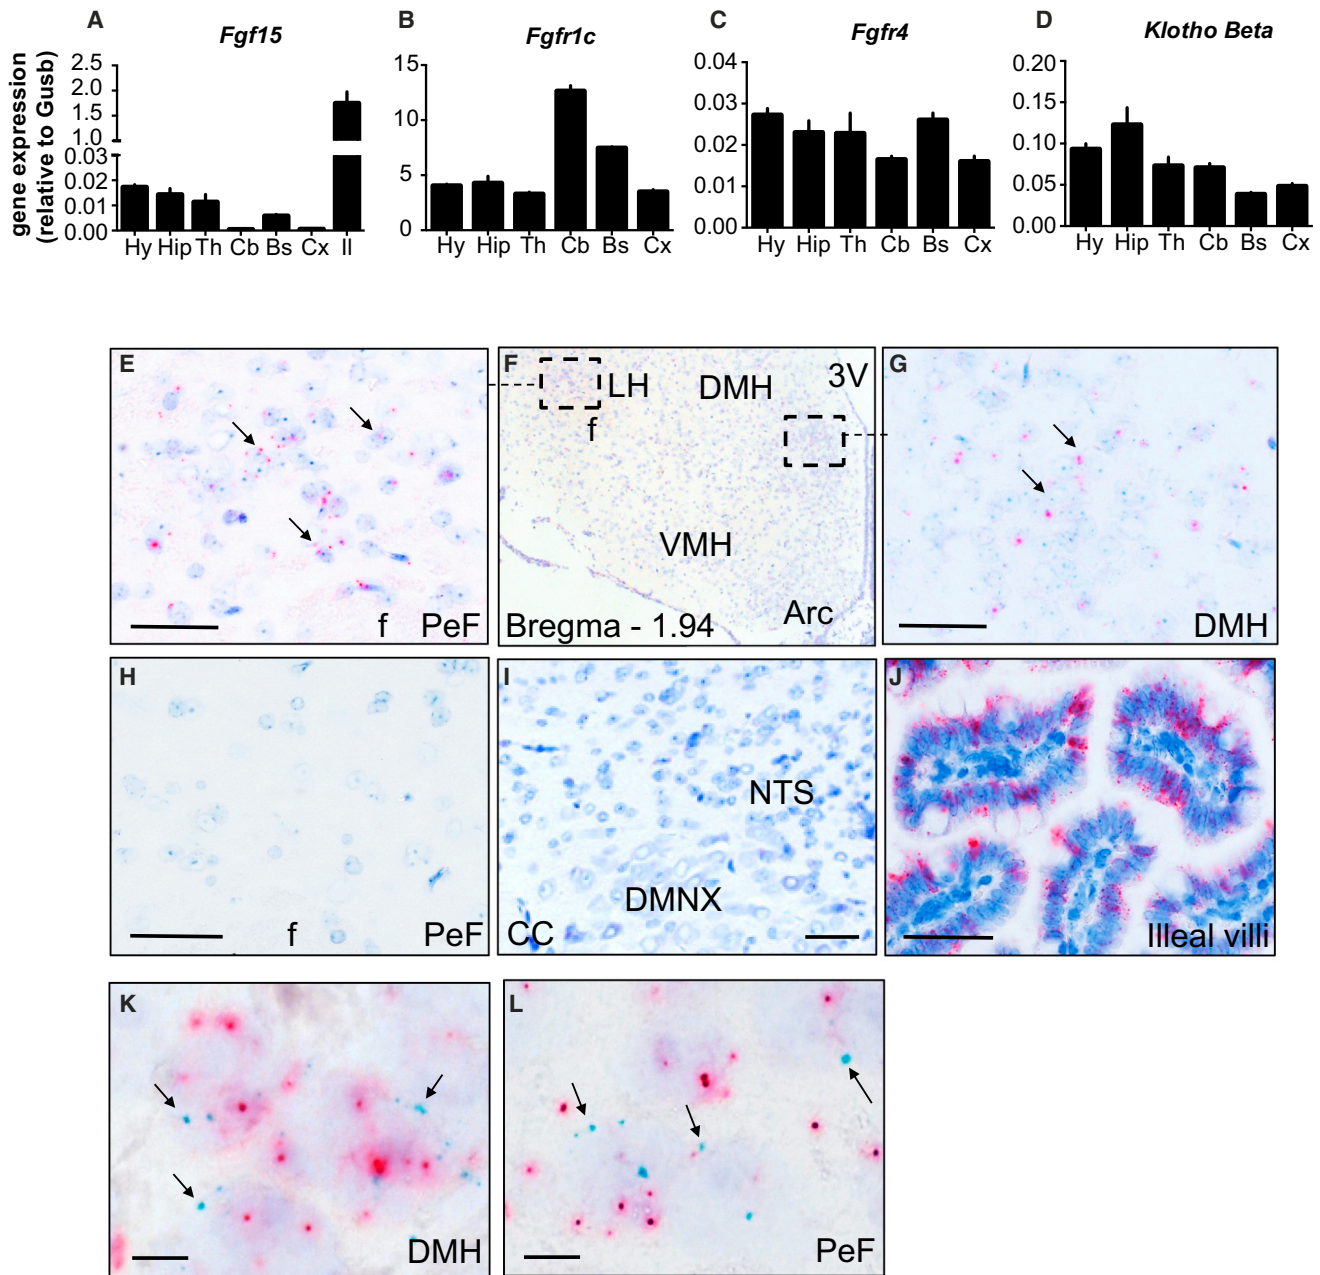 A
Fgf15
B
Fgfr1c
C
Fgfr4
D
Klotho Beta
gene expression
(relative to Gusb)
2.5
2.0
1.5
1.0
0.03
0.02
0.01
0.00
Hy Hip Th Cb Bs Cx Il
15
10
5
0
Hy Hip Th Cb Bs Cx
0.04
0.03
0.02
0.01
0.00
Hy Hip Th Cb Bs Cx
0.20
0.15
0.10
0.05
0.00
Hy Hip Th Cb Bs Cx
E
f PeF
F
LH DMH 3V
f
VMH
Arc
Bregma - 1.94
G
DMH
H
f PeF
I
NTS
DMNX
CC
J
Illeal villi
K
DMH
L
PeF